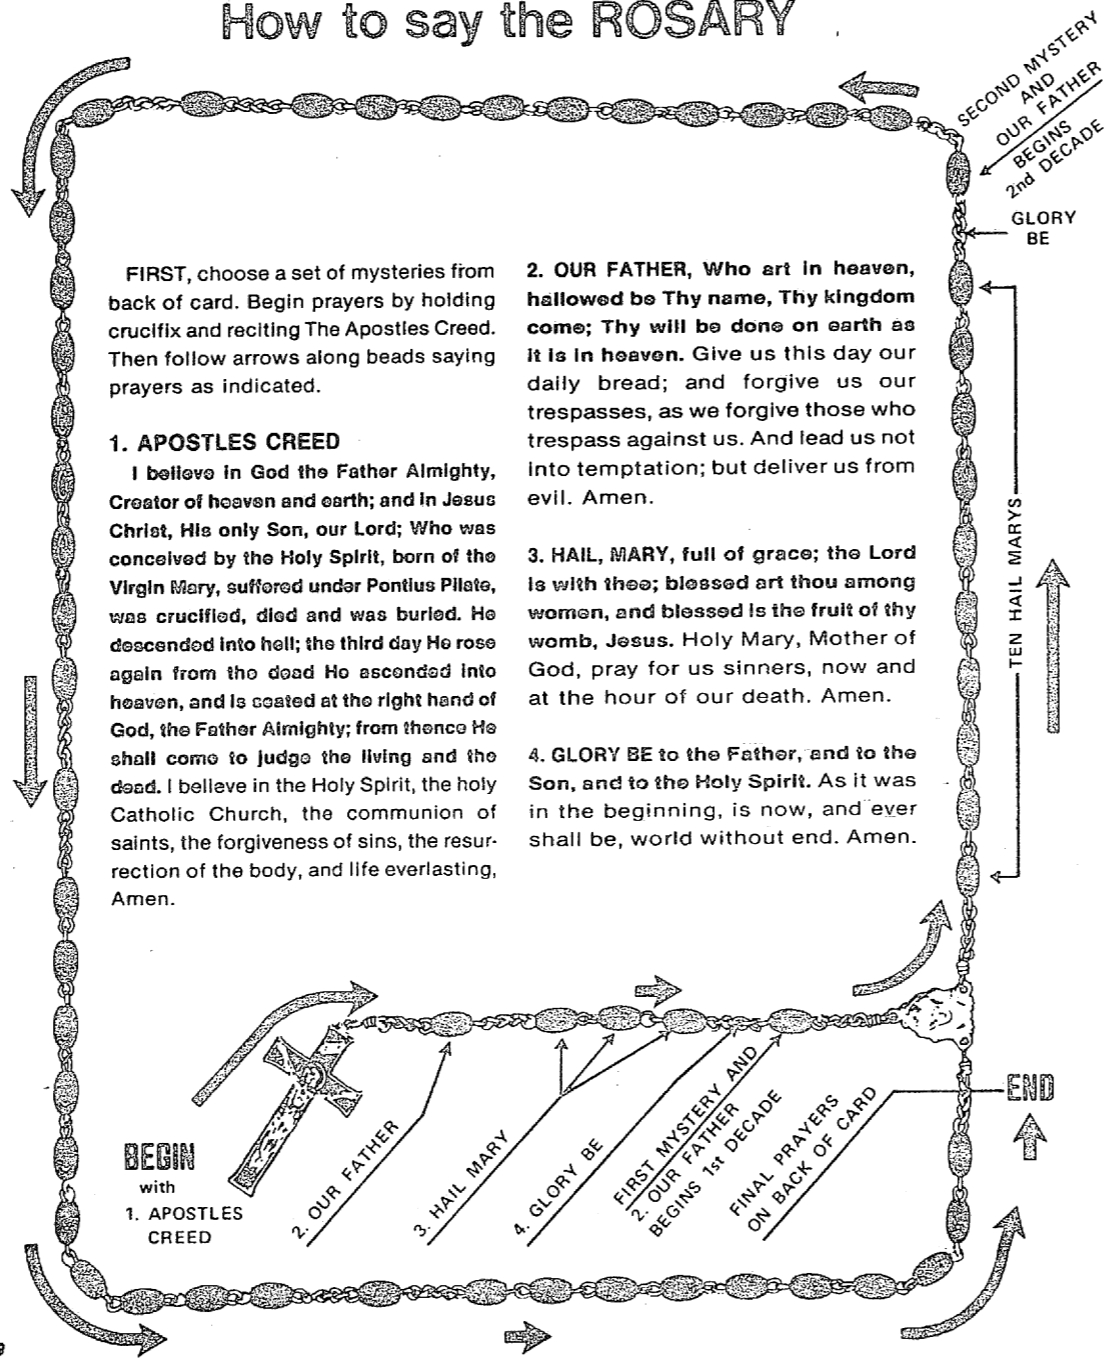 How to say the ROSARY
SECOND MYSTERY
AND
OUR FATHER
BEGINS
2nd DECADE
GLORY
BE
FIRST, choose a set of mysteries from
back of card. Begin prayers by holding
crucifix and reciting The Apostles Creed.
Then follow arrows along beads saying
prayers as indicated.
1. APOSTLES CREED
I believe in God the Father Almighty,
Creator of heaven and earth; and in Jesus
Christ, His only Son, our Lord; Who was
conceived by the Holy Spirit, born of the
Virgin Mary, suffered under Pontius Pilate,
was crucified, died and was buried. He
descended into hell; the third day He rose
again from the dead He ascended into
heaven, and is seated at the right hand of
God, the Father Almighty; from thence He
shall come to judge the living and the
dead. I believe in the Holy Spirit, the holy
Catholic Church, the communion of
saints, the forgiveness of sins, the resur-
rection of the body, and life everlasting,
Amen.
2. OUR FATHER, Who art in heaven,
hallowed be Thy name, Thy kingdom
come; Thy will be done on earth as
it is in heaven. Give us this day our
daily bread; and forgive us our
trespasses, as we forgive those who
trespass against us. And lead us not
into temptation; but deliver us from
evil. Amen.
3. HAIL, MARY, full of grace; the Lord
is with thee; blessed art thou among
women, and blessed is the fruit of thy
womb, Jesus. Holy Mary, Mother of
God, pray for us sinners, now and
at the hour of our death. Amen.
4. GLORY BE to the Father, and to the
Son, and to the Holy Spirit. As it was
in the beginning, is now, and ever
shall be, world without end. Amen.
TEN HAIL MARYS
BEGIN
with
1. APOSTLES
CREED
2. OUR FATHER
3. HAIL MARY
4. GLORY BE
FIRST MYSTERY AND
2. OUR FATHER
BEGINS 1st DECADE
FINAL PRAYERS
ON BACK OF CARD
END